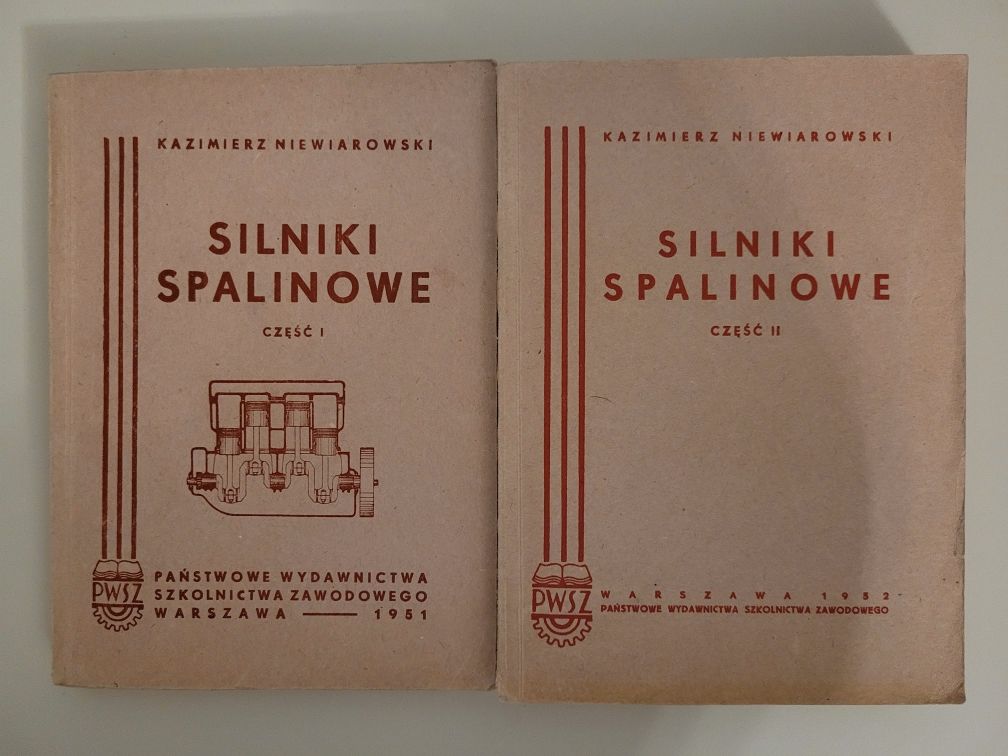 KAZIMIERZ NIEWIAROWSKI
SILNIKI
SPALINOWE
CZĘŚĆ I
PWSZ
PAŃSTWOWE WYDAWNICTWA
SZKOLNICTWA ZAWODOWEGO
WARSZAWA — 1951
KAZIMIERZ NIEWIAROWSKI
SILNIKI
SPALINOWE
CZĘŚĆ II
PWSZ
WARSZAWA 1952
PAŃSTWOWE WYDAWNICTWA SZKOLNICTWA ZAWODOWEGO